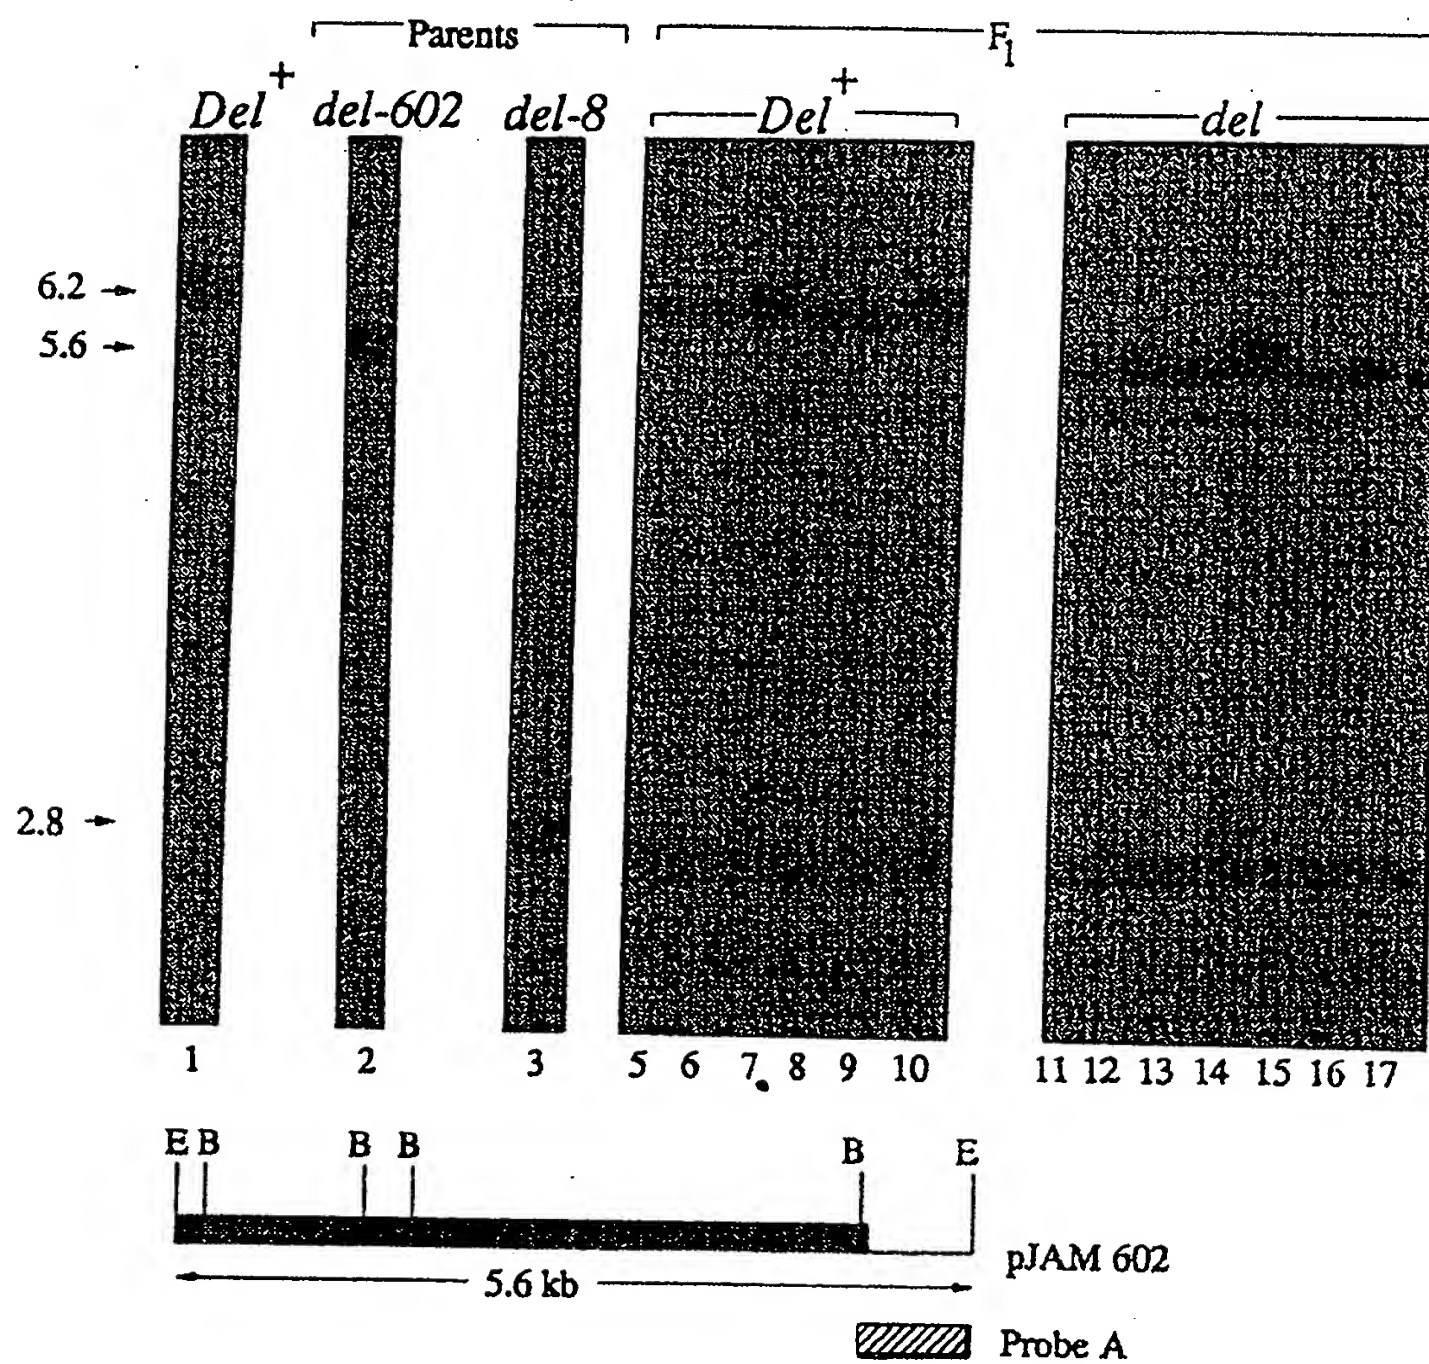 Parents F1
Del+ del-602 del-8 Del+ del
6.2
5.6
2.8
1 2 3 5 6 7 8 9 10 11 12 13 14 15 16 17
E B B B B E
pJAM 602
5.6 kb
Probe A